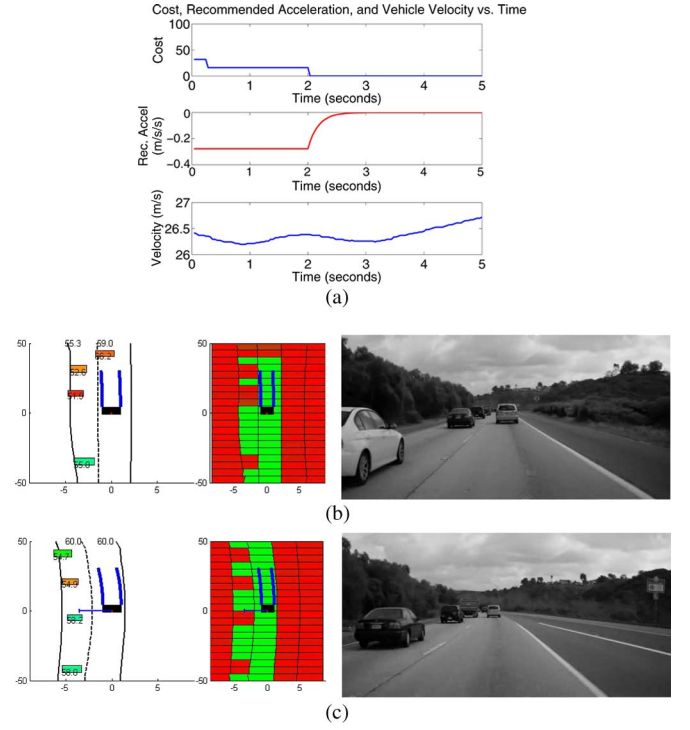 Cost, Recommended Acceleration, and Vehicle Velocity vs. Time
100
50
0
Cost
0 1 2 3 4 5
Time (seconds)
0
−0.2
−0.4
Rec. Accel
(m/s/s)
0 1 2 3 4 5
Time (seconds)
27
26.5
26
Velocity (m/s)
0 1 2 3 4 5
Time (seconds)
(a)
50 55.3 59.0 50
0 0
-50 -50
-5 0 5 -5 0 5
(b)
50 60.0 60.0 50
0 0
-50 -50
-5 0 5 -5 0 5
(c)